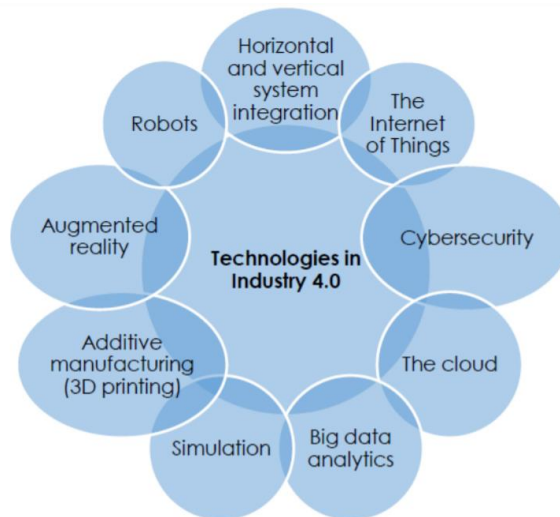 Horizontal
and vertical
system
integration
The
Internet
of Things
Cybersecurity
The cloud
Big data
analytics
Simulation
Additive
manufacturing
(3D printing)
Augmented
reality
Robots
Technologies in
Industry 4.0